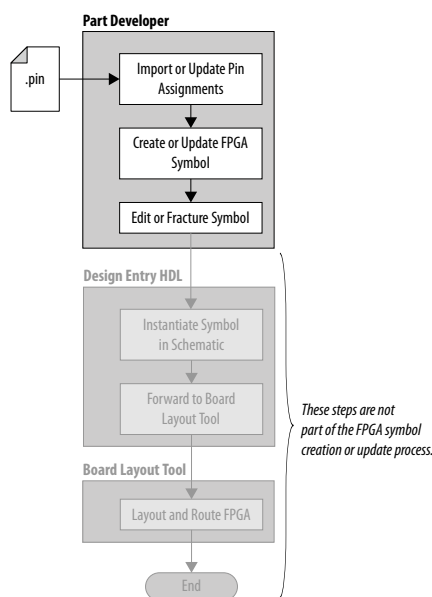 Part Developer
.pin
Import or Update Pin
Assignments
Create or Update FPGA
Symbol
Edit or Fracture Symbol
Design Entry HDL
Instantiate Symbol
in Schematic
Forward to Board
Layout Tool
These steps are not
part of the FPGA symbol
creation or update process.
Board Layout Tool
Layout and Route FPGA
End